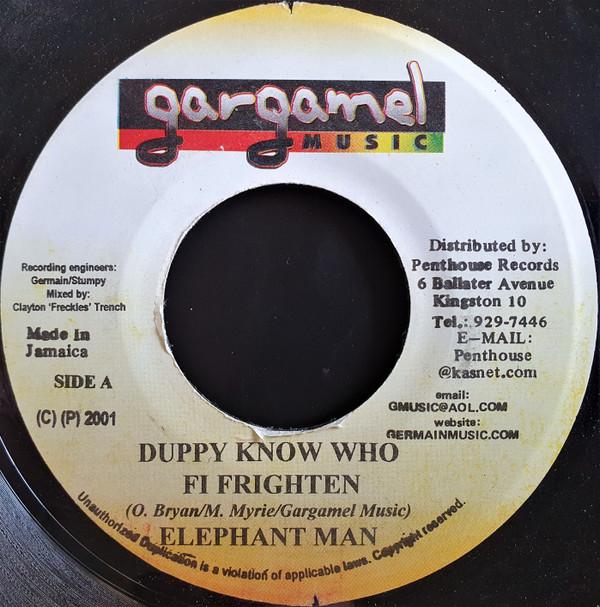 gargamel
MUSIC
Recording engineers:
Germain/Stumpy
Mixed by:
Clayton 'Freckles' Trench
Made In
Jamaica
SIDE A
(C) (P) 2001
Distributed by:
Penthouse Records
6 Ballater Avenue
Kingston 10
Tel.: 929-7446
E-MAIL:
Penthouse
@kasnet.com
email:
GMUSIC@AOL.COM
website:
GERMAINMUSIC.COM
DUPPY KNOW WHO
FI FRIGHTEN
(O. Bryan/M. Myrie/Gargamel Music)
ELEPHANT MAN
Unauthorized Duplication is a violation of applicable laws. Copyright reserved.